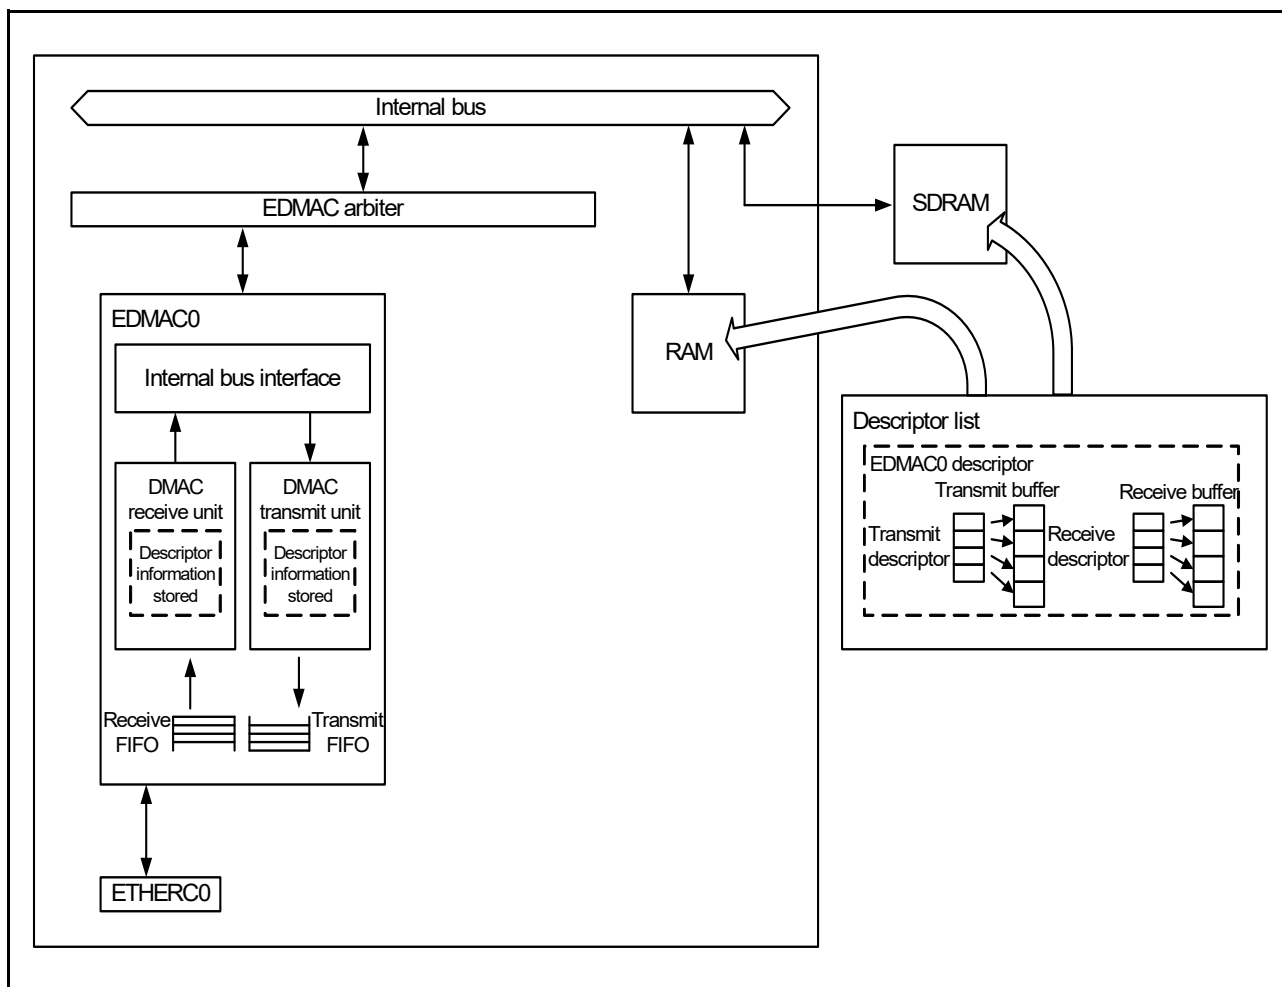 Internal bus
EDMAC arbiter
SDRAM
EDMAC0
Internal bus interface
RAM
DMAC
receive unit
Descriptor
information
stored
DMAC
transmit unit
Descriptor
information
stored
Receive
FIFO
Transmit
FIFO
ETHERC0
Descriptor list
EDMAC0 descriptor
Transmit buffer
Receive buffer
Transmit
descriptor
Receive
descriptor